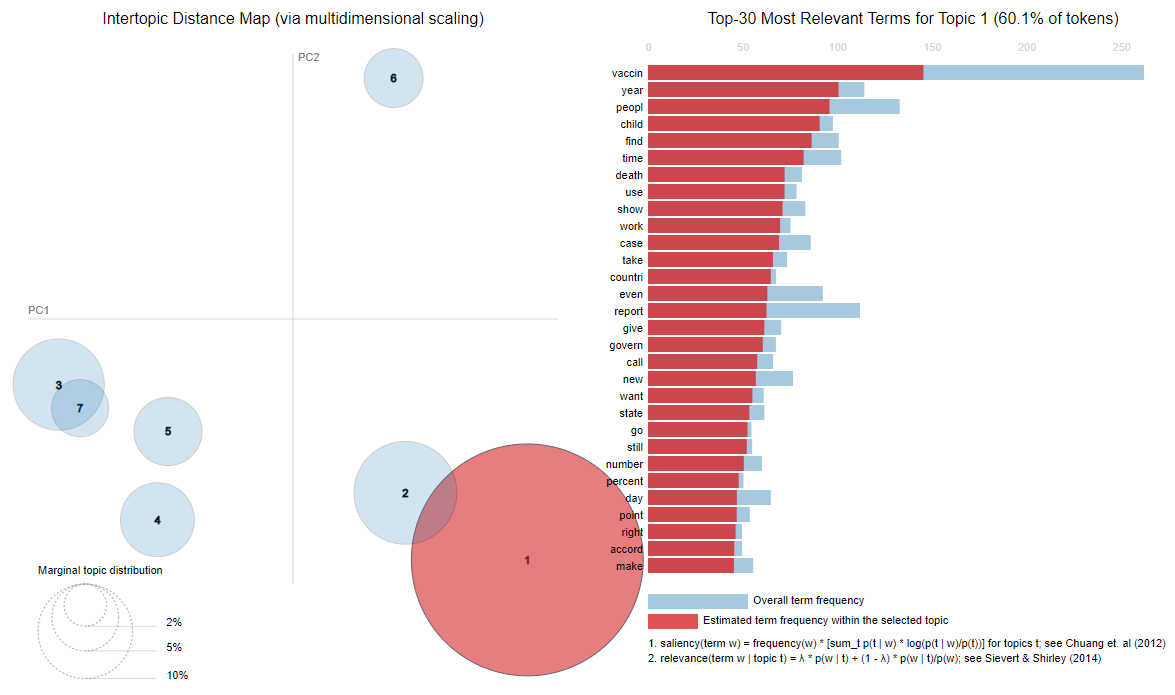 Intertopic Distance Map (via multidimensional scaling)
PC2
6
PC1
3
7
5
2
4
1
Marginal topic distribution
2%
5%
10%
Top-30 Most Relevant Terms for Topic 1 (60.1% of tokens)
0 50 100 150 200 250
vaccin
year
peopl
child
find
time
death
use
show
work
case
take
countri
even
report
give
govern
call
new
want
state
go
still
number
percent
day
point
right
accord
make
Overall term frequency
Estimated term frequency within the selected topic
1. saliency(term w) = frequency(w) * [sum_t p(t | w) * log(p(t | w)/p(t))] for topics t; see Chuang et. al (2012)
2. relevance(term w | topic t) = λ * p(w | t) + (1 - λ) * p(w | t)/p(w); see Sievert & Shirley (2014)